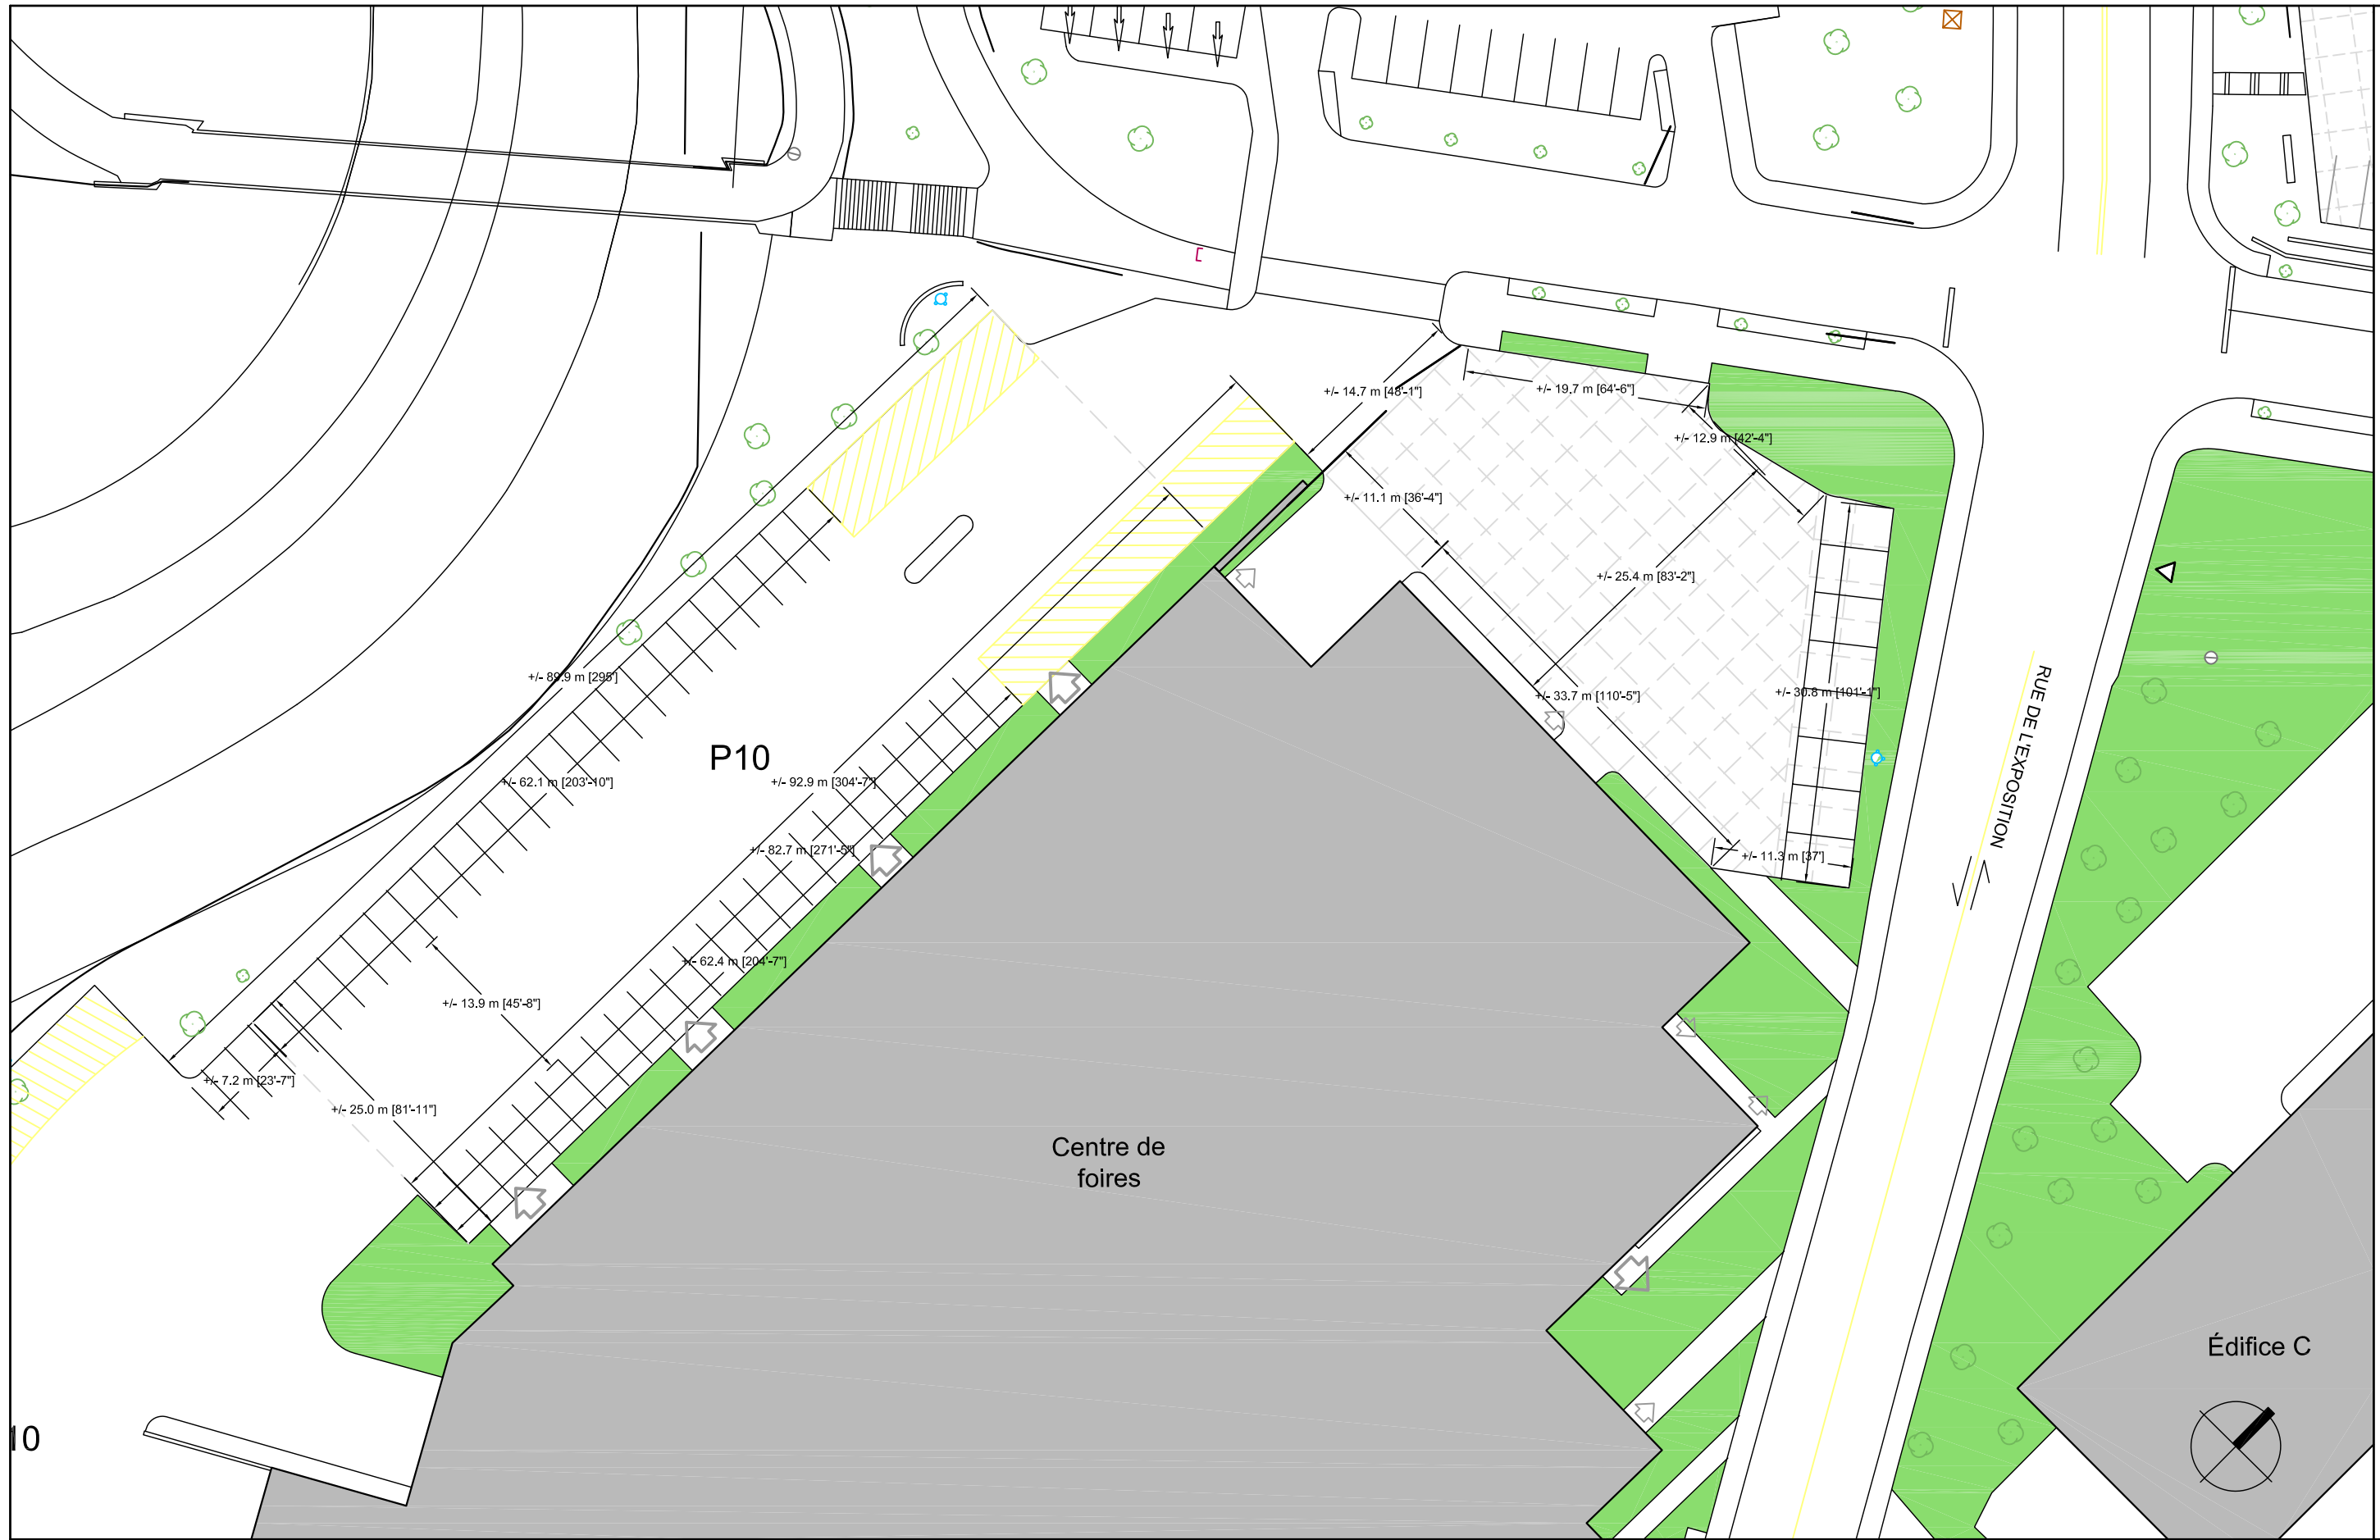 +/- 14.7 m [48'-1"]
+/- 19.7 m [64'-6"]
+/- 12.9 m [42'-4"]
+/- 11.1 m [36'-4"]
+/- 25.4 m [83'-2"]
+/- 89.9 m [295']
+/- 33.7 m [110'-5"]
+/- 30.8 m [101'-1"]
RUE DE L'EXPOSITION
P10
+/- 62.1 m [203'-10"]
+/- 92.9 m [304'-7"]
+/- 82.7 m [271'-5"]
+/- 11.3 m [37']
+/- 62.4 m [204'-7"]
+/- 13.9 m [45'-8"]
+/- 7.2 m [23'-7"]
+/- 25.0 m [81'-11"]
Centre de
foires
Édifice C
10